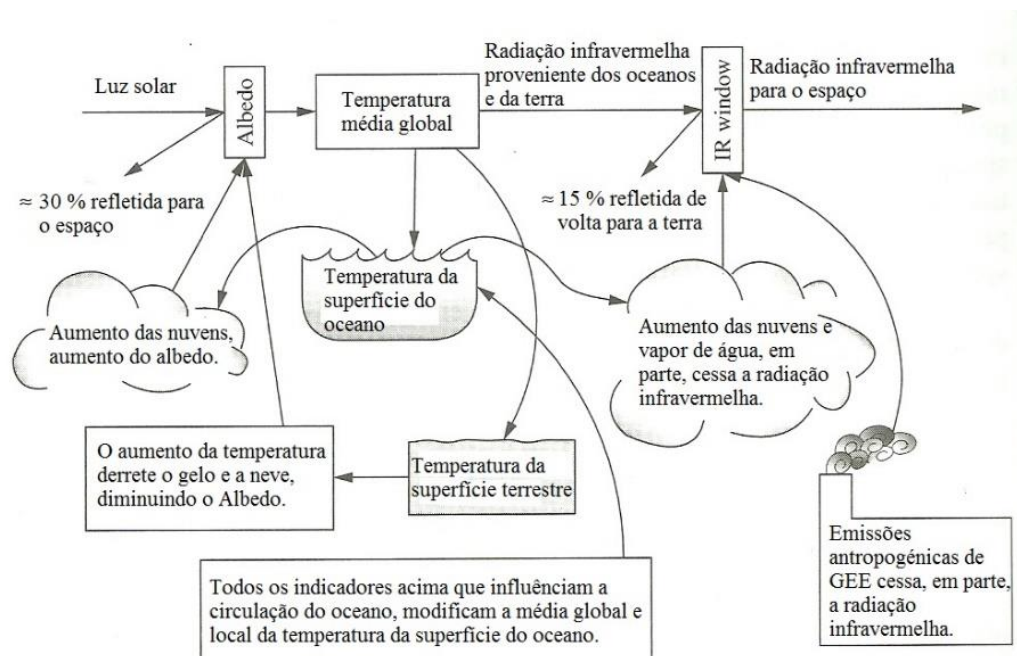 Luz solar
Albedo
Temperatura
média global
Radiação infravermelha
proveniente dos oceanos
e da terra
IR window
Radiação infravermelha
para o espaço
≈ 30 % refletida para
o espaço
≈ 15 % refletida de
volta para a terra
Aumento das nuvens,
aumento do albedo.
Temperatura da
superfície do
oceano
Aumento das nuvens e
vapor de água, em
parte, cessa a radiação
infravermelha.
O aumento da temperatura
derrete o gelo e a neve,
diminuindo o Albedo.
Temperatura da
superfície terrestre
Emissões
antropogénicas de
GEE cessa, em parte,
a radiação
infravermelha.
Todos os indicadores acima que influênciam a
circulação do oceano, modificam a média global e
local da temperatura da superfície do oceano.